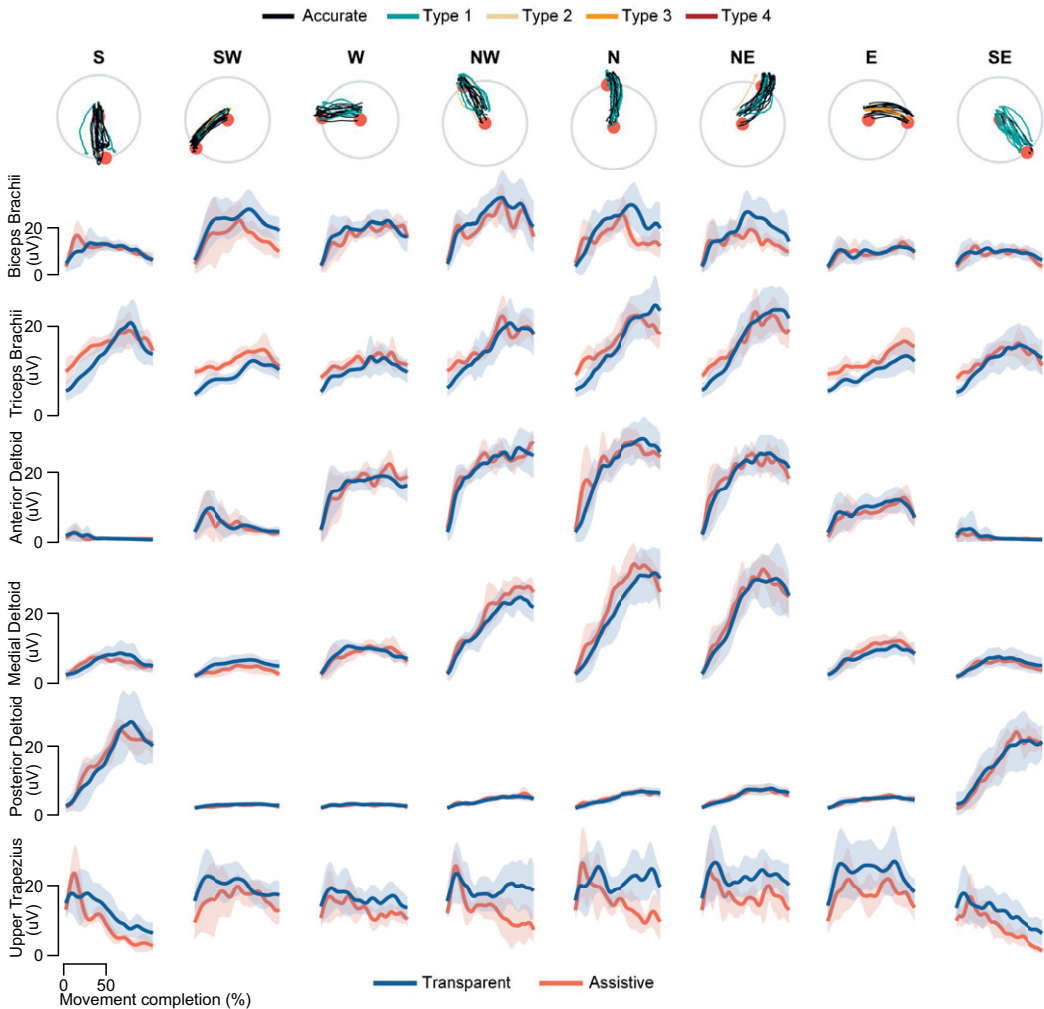 Accurate Type 1 Type 2 Type 3 Type 4
S SW W NW N NE E SE
Biceps Brachii
(uV)
20
0
Triceps Brachii
(uV)
20
0
Anterior Deltoid
(uV)
20
0
Medial Deltoid
(uV)
20
0
Posterior Deltoid
(uV)
20
0
Upper Trapezius
(uV)
20
0
0 50
Movement completion (%)
Transparent Assistive